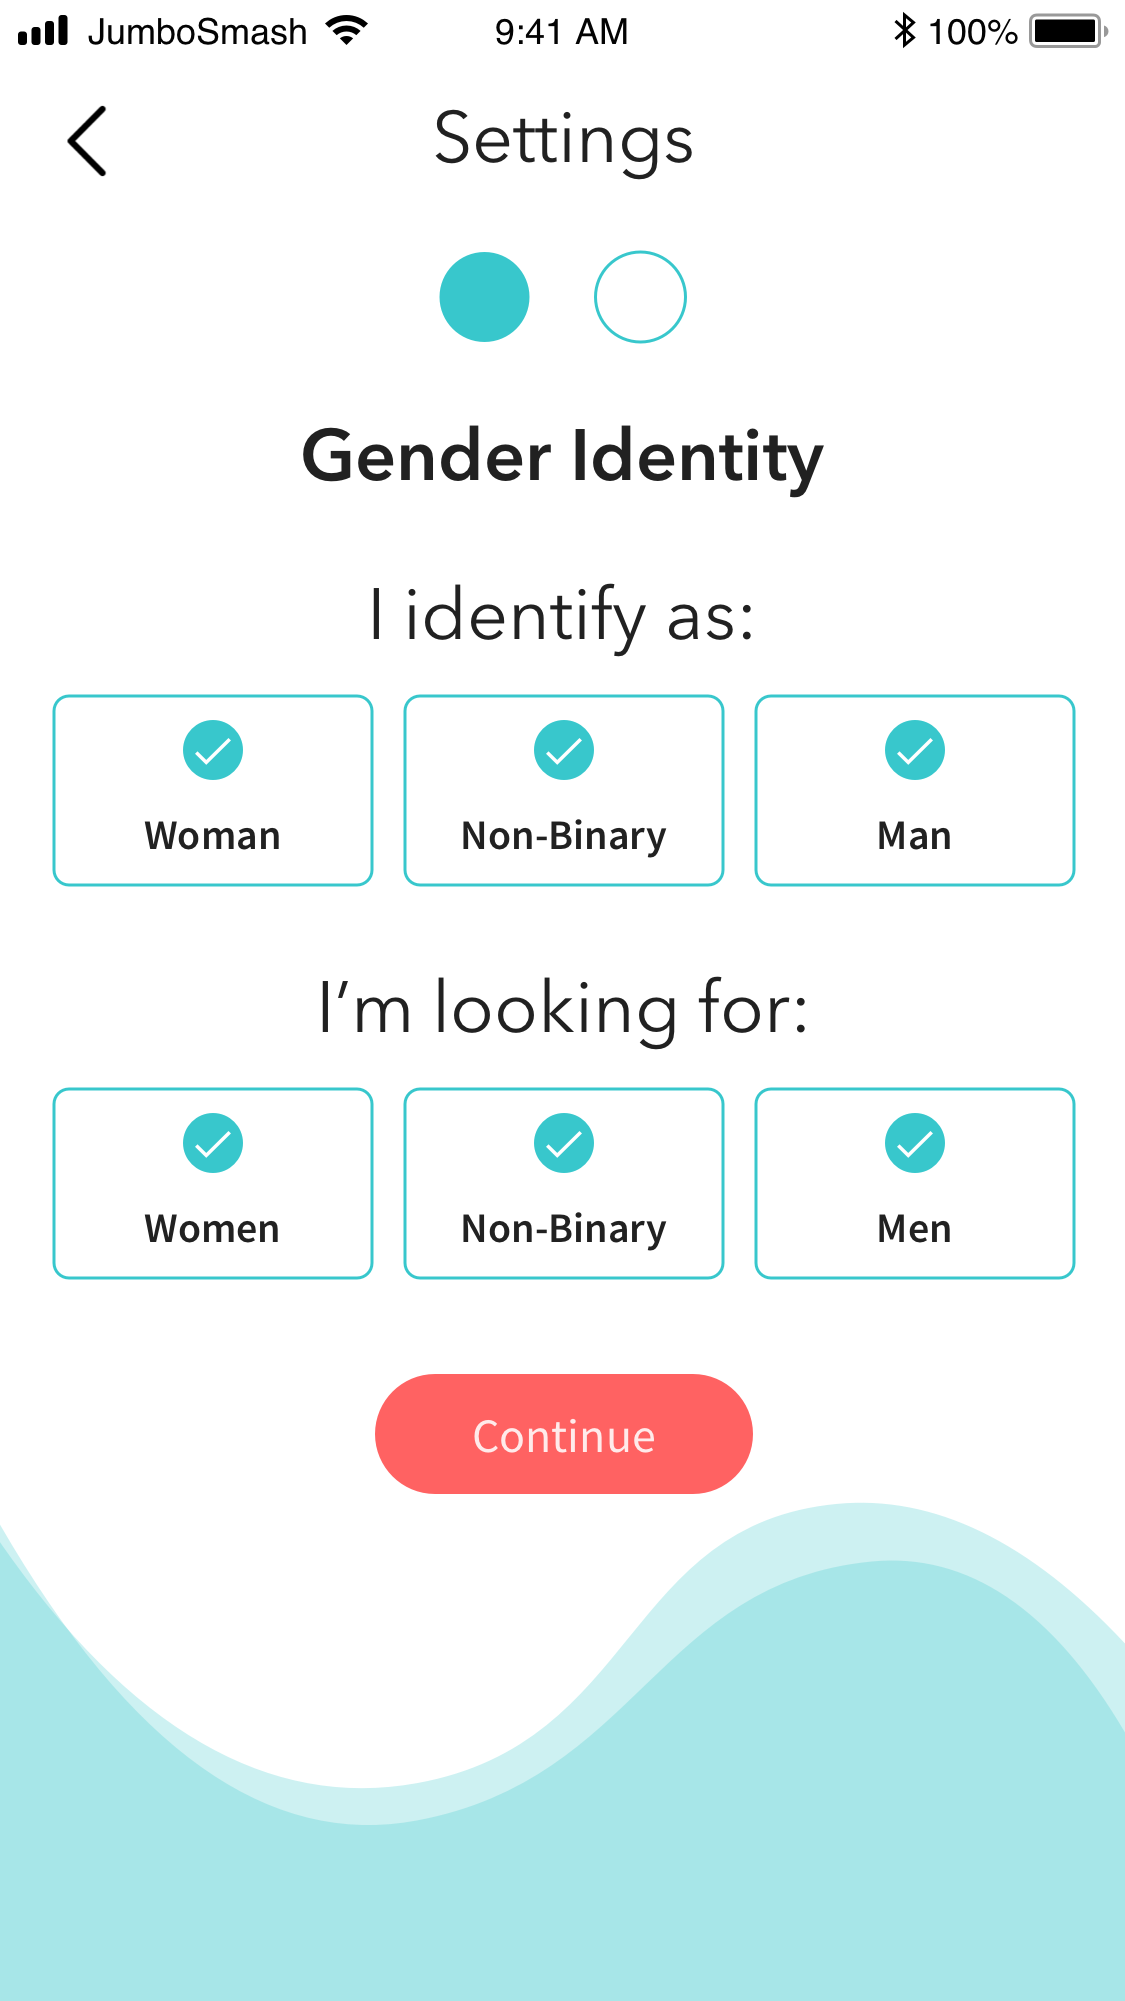 JumboSmash 9:41 AM 100%
Settings
Gender Identity
I identify as:
Woman Non-Binary Man
I’m looking for:
Women Non-Binary Men
Continue